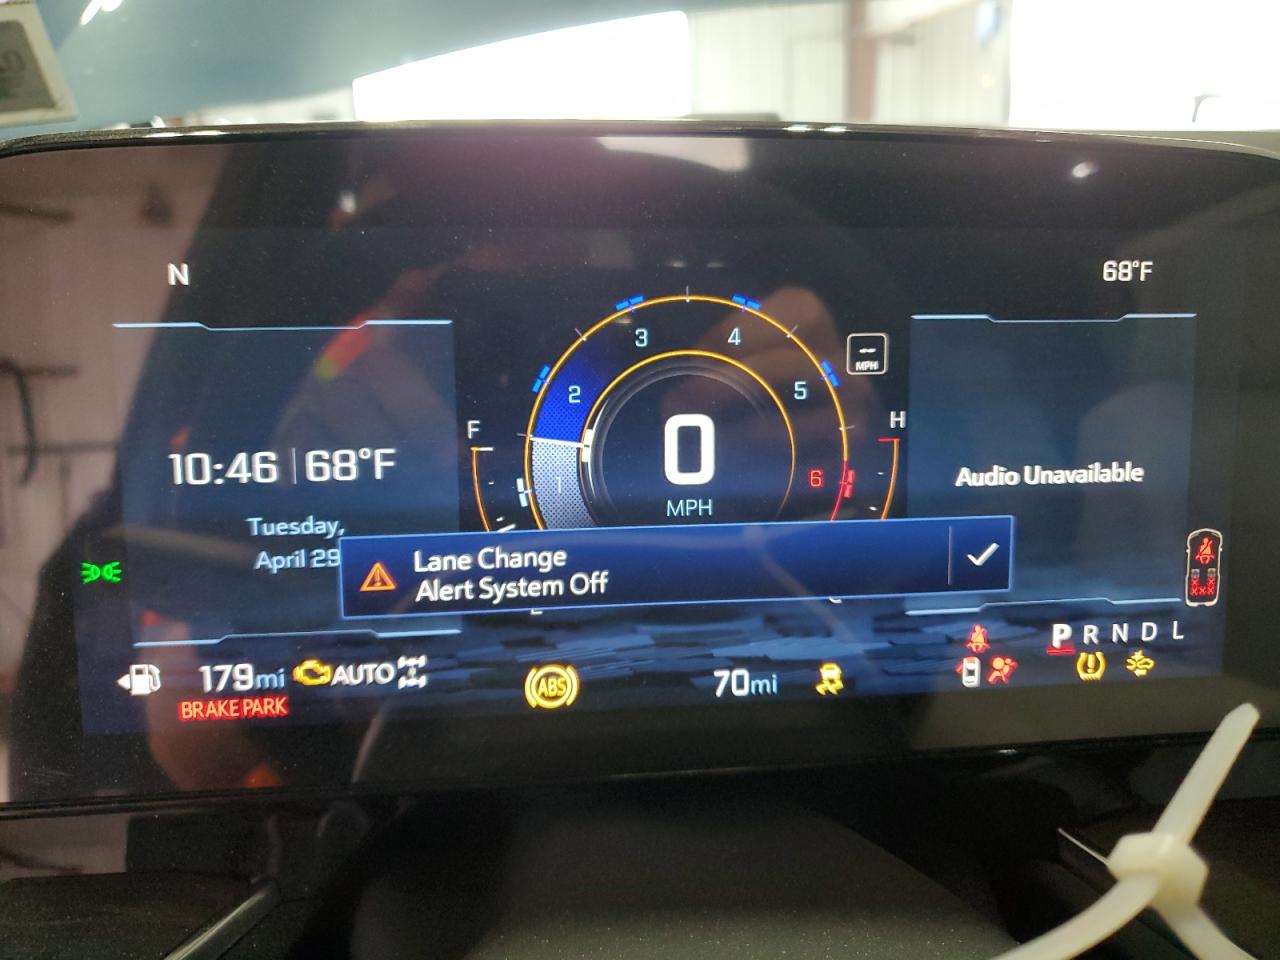 N
68°F
3
4
2
5
1
6
-- MPH
F
H
0
MPH
10:46 68°F
Tuesday,
April 29
Audio Unavailable
Lane Change
Alert System Off
P R N D L
179mi
AUTO
ABS
70mi
BRAKE PARK